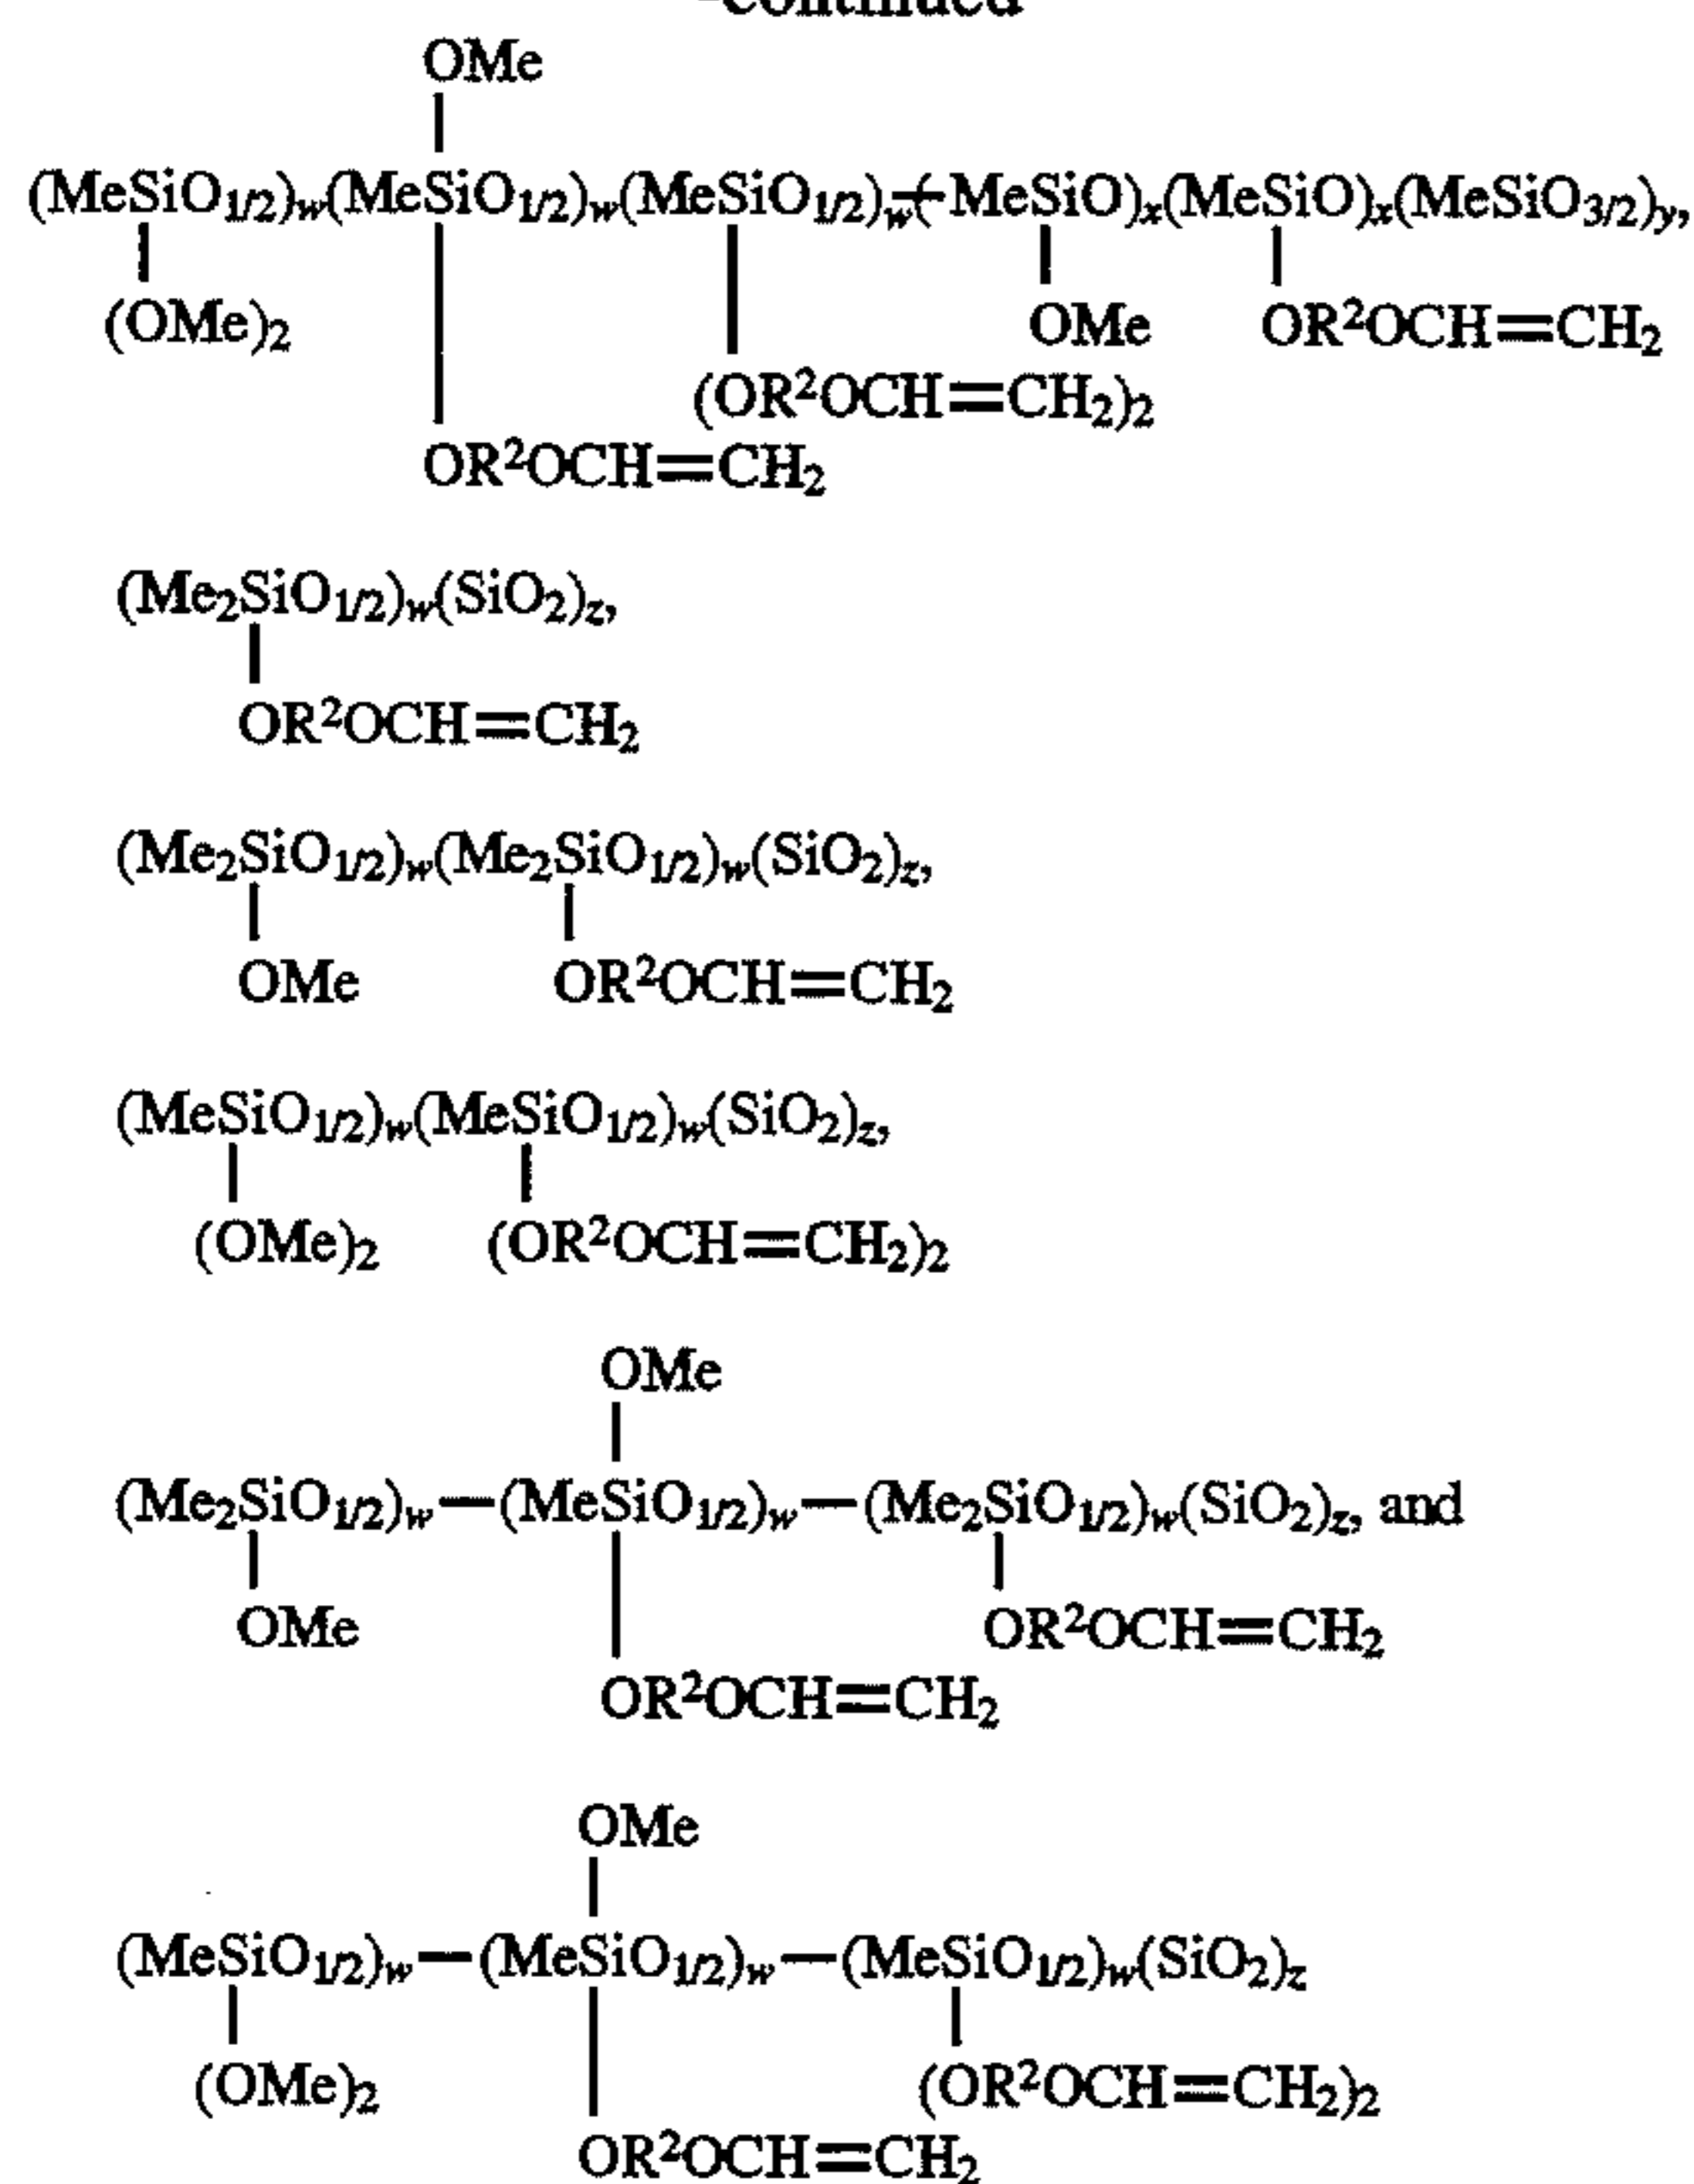 -continued
OMe
(MeSiO1/2)w(MeSiO1/2)w(MeSiO1/2)w(MeSiO)x(MeSiO)x(MeSiO3/2)y,
(OMe)2 OMe OR²OCH=CH2
(OR²OCH=CH2)2
OR²OCH=CH2
(Me2SiO1/2)w(SiO2)z,
OR²OCH=CH2
(Me2SiO1/2)w(Me2SiO1/2)w(SiO2)z,
OMe OR²OCH=CH2
(MeSiO1/2)w(MeSiO1/2)w(SiO2)z,
(OMe)2 (OR²OCH=CH2)2
OMe
(Me2SiO1/2)w—(MeSiO1/2)w—(Me2SiO1/2)w(SiO2)z, and
OMe OR²OCH=CH2
OR²OCH=CH2
OMe
(MeSiO1/2)w—(MeSiO1/2)w—(MeSiO1/2)w(SiO2)z
(OMe)2 (OR²OCH=CH2)2
OR²OCH=CH2